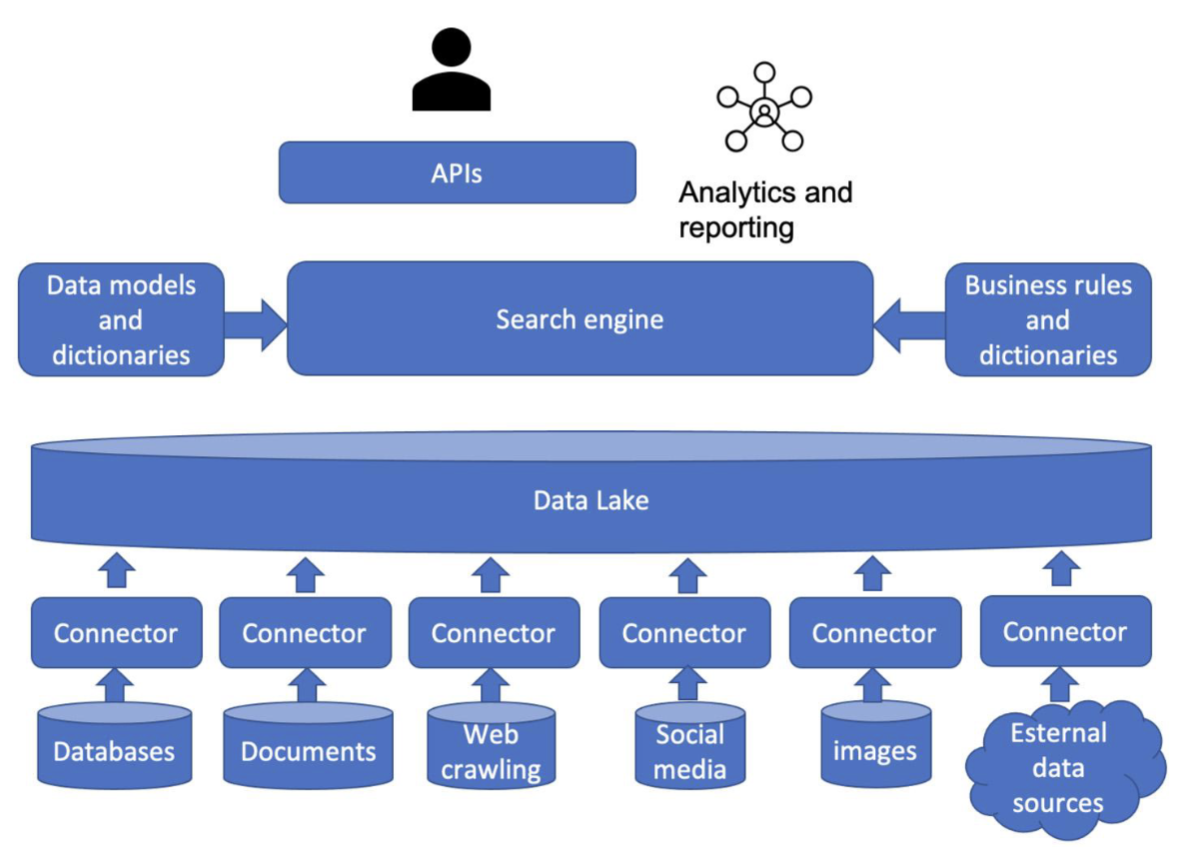 APIs
Analytics and
reporting
Data models
and
dictionaries
Search engine
Business rules
and
dictionaries
Data Lake
Connector
Connector
Connector
Connector
Connector
Connector
Databases
Documents
Web
crawling
Social
media
images
Esternal
data
sources